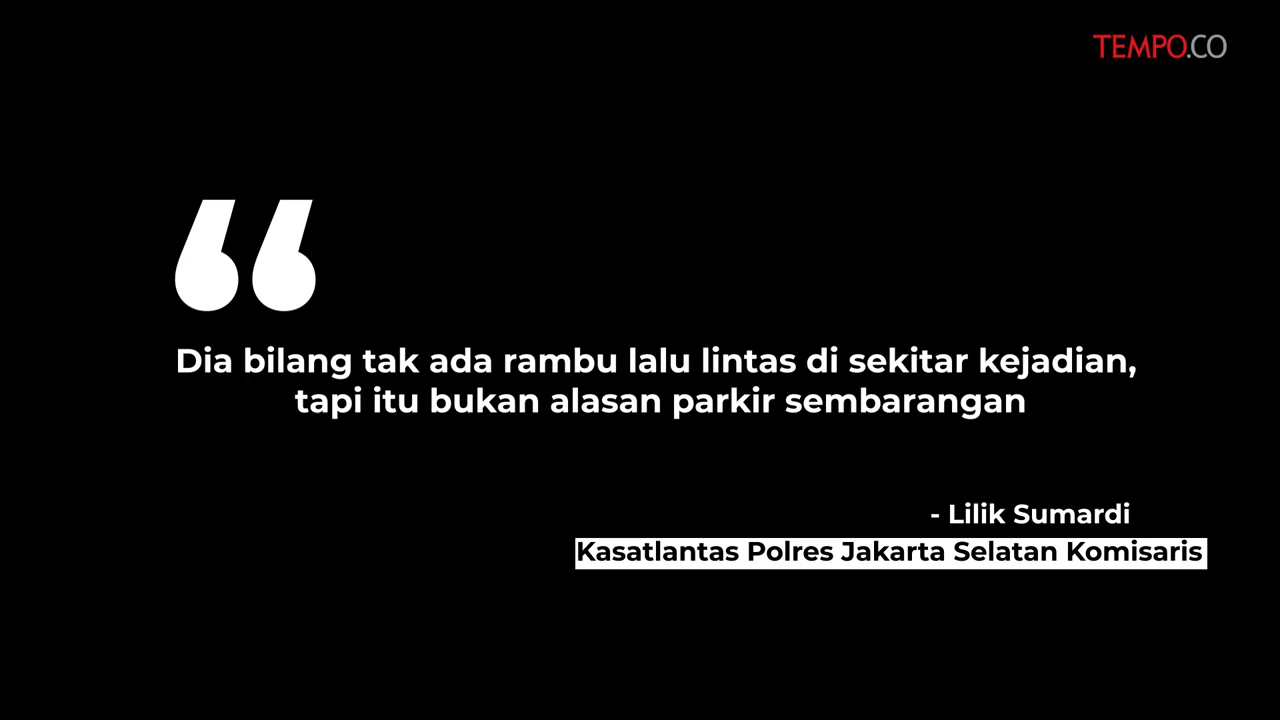 TEMPO.CO
“
Dia bilang tak ada rambu lalu lintas di sekitar kejadian,
tapi itu bukan alasan parkir sembarangan
- Lilik Sumardi
Kasatlantas Polres Jakarta Selatan Komisaris